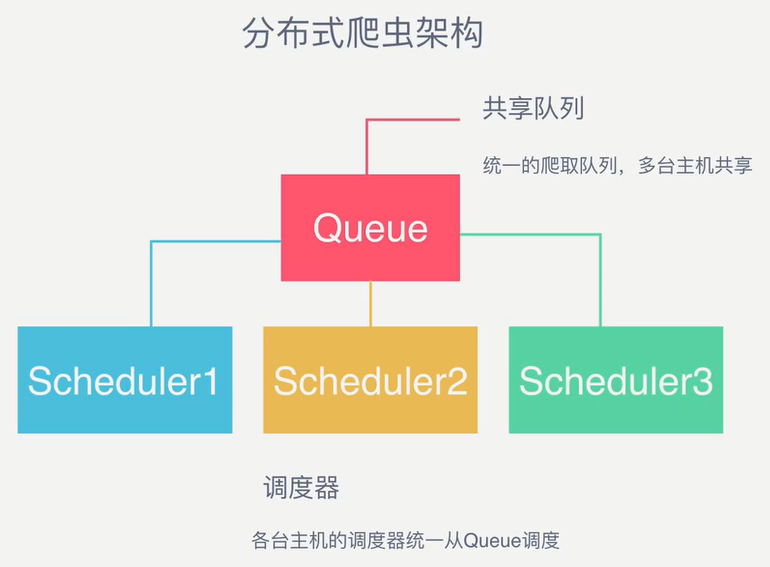 分布式爬虫架构
共享队列
统一的爬取队列，多台主机共享
Queue
Scheduler1
Scheduler2
Scheduler3
调度器
各台主机的调度器统一从Queue调度